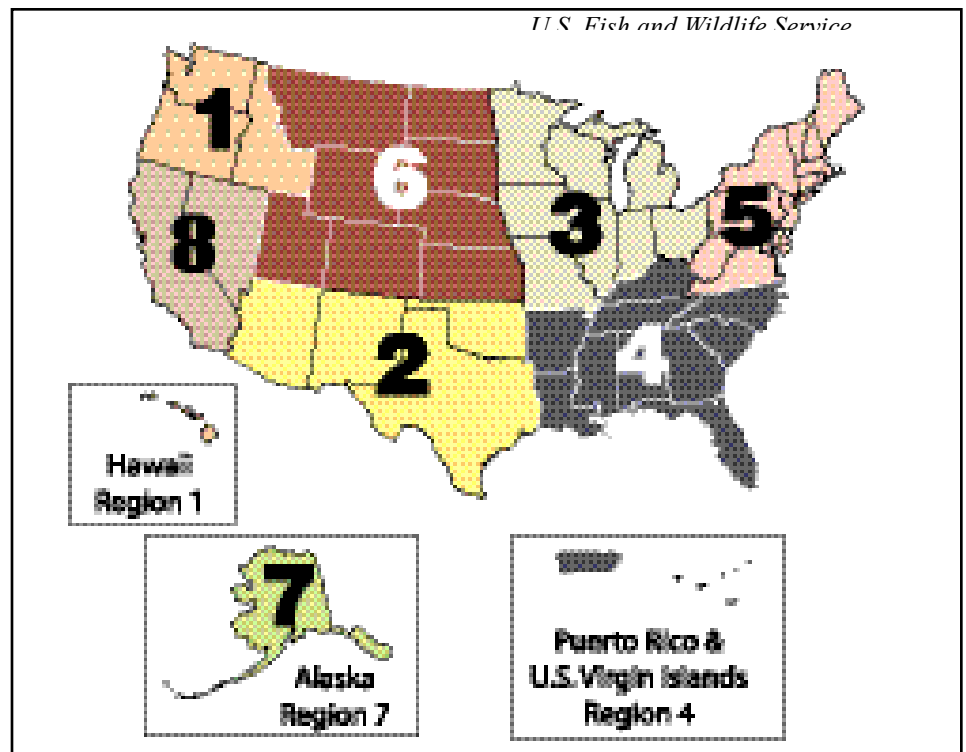 U.S. Fish and Wildlife Service
1
6
3
5
8
2
4
Hawaii
Region 1
7
Alaska
Region 7
Puerto Rico &
U.S. Virgin Islands
Region 4